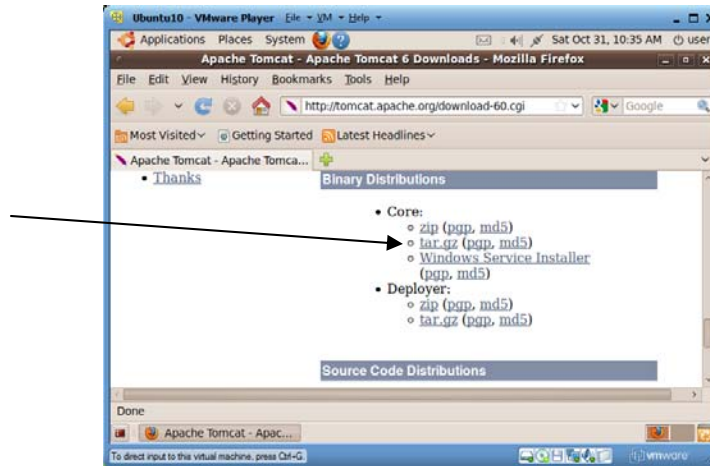 Ubuntu10 - VMware Player File VM Help
Applications Places System Sat Oct 31, 10:35 AM user
Apache Tomcat - Apache Tomcat 6 Downloads - Mozilla Firefox
File Edit View History Bookmarks Tools Help
http://tomcat.apache.org/download-60.cgi Google
Most Visited Getting Started Latest Headlines
Apache Tomcat - Apache Tomca...
• Thanks
Binary Distributions
• Core:
◦ zip (pgp, md5)
◦ tar.gz (pgp, md5)
◦ Windows Service Installer
(pgp, md5)
• Deployer:
◦ zip (pgp, md5)
◦ tar.gz (pgp, md5)
Source Code Distributions
Done
Apache Tomcat - Apac...
To direct input to this virtual machine, press Ctrl-G. vmware